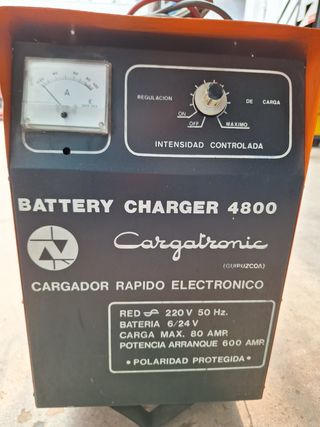 A
REGULACION DE CARGA
ON
OFF MAXIMO
INTENSIDAD CONTROLADA
BATTERY CHARGER 4800
Cargatronic
(GUIPUZCOA)
CARGADOR RAPIDO ELECTRONICO
RED 220 V 50 Hz.
BATERIA 6/24 V
CARGA MAX. 80 AMP.
POTENCIA ARRANQUE 600 AMP.
• POLARIDAD PROTEGIDA •